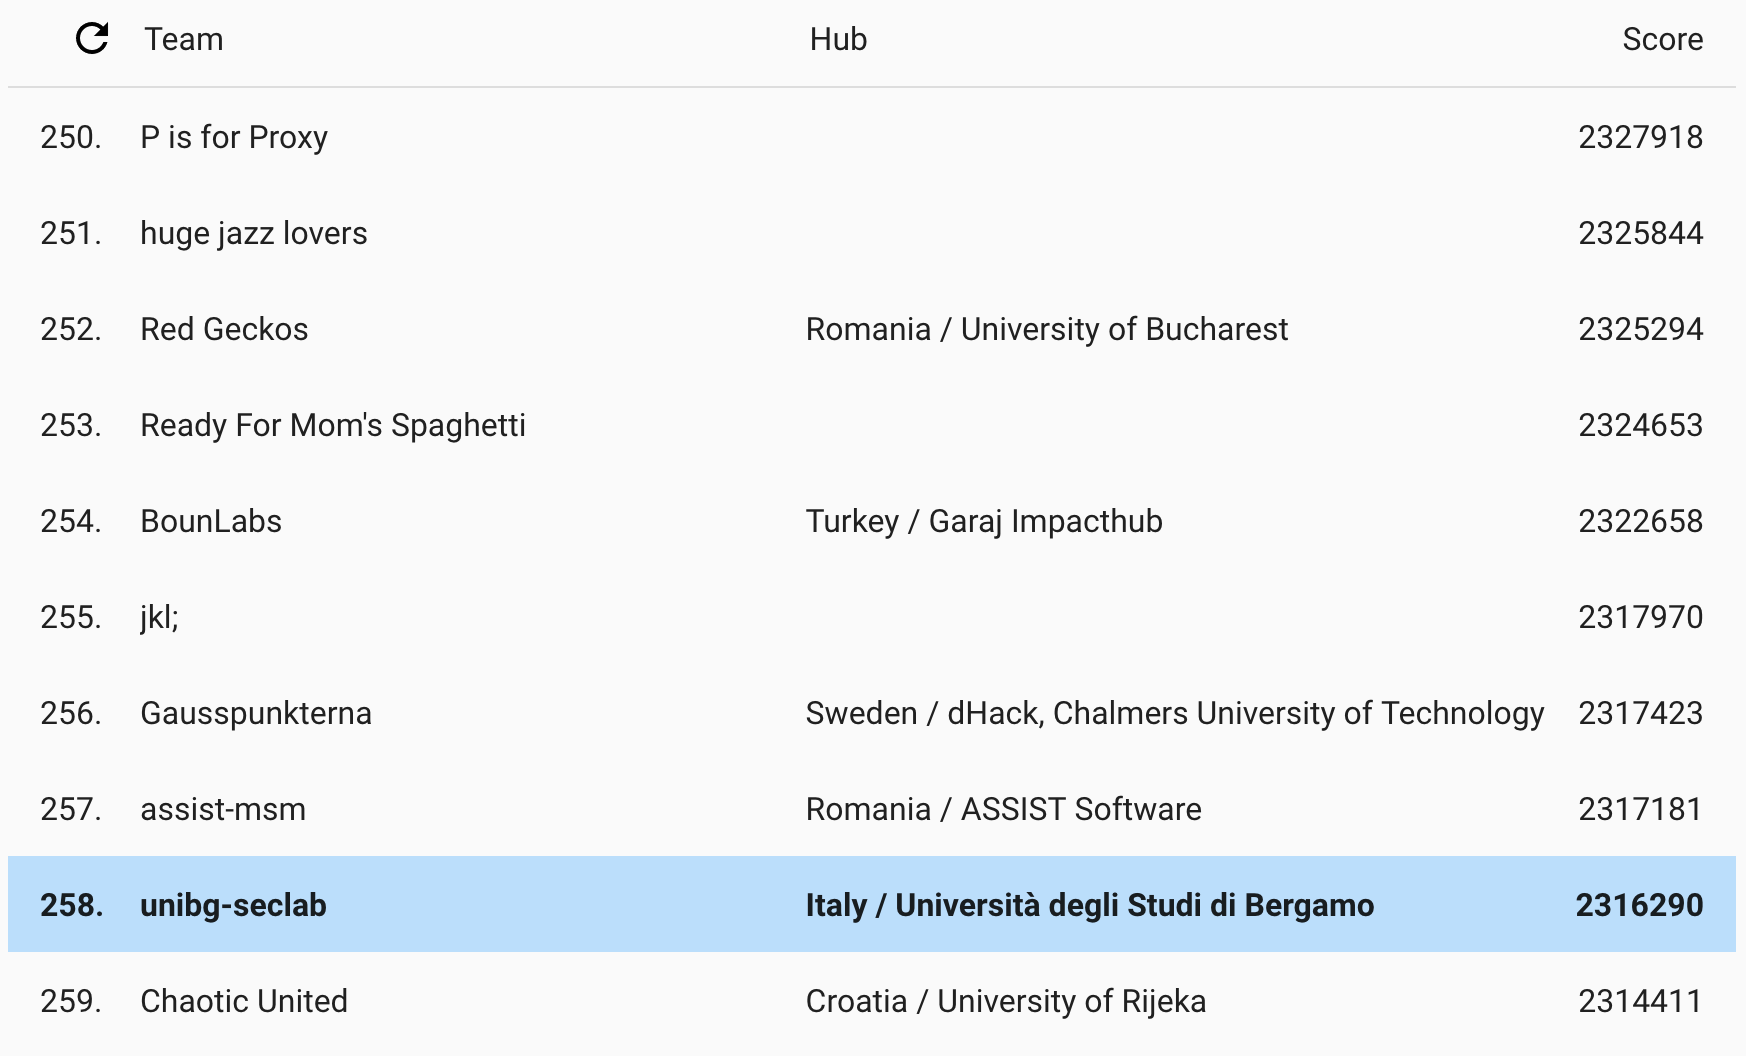 Team Hub Score
250. P is for Proxy 2327918
251. huge jazz lovers 2325844
252. Red Geckos Romania / University of Bucharest 2325294
253. Ready For Mom's Spaghetti 2324653
254. BounLabs Turkey / Garaj Impacthub 2322658
255. jkl; 2317970
256. Gausspunkterna Sweden / dHack, Chalmers University of Technology 2317423
257. assist-msm Romania / ASSIST Software 2317181
258. unibg-seclab Italy / Università degli Studi di Bergamo 2316290
259. Chaotic United Croatia / University of Rijeka 2314411